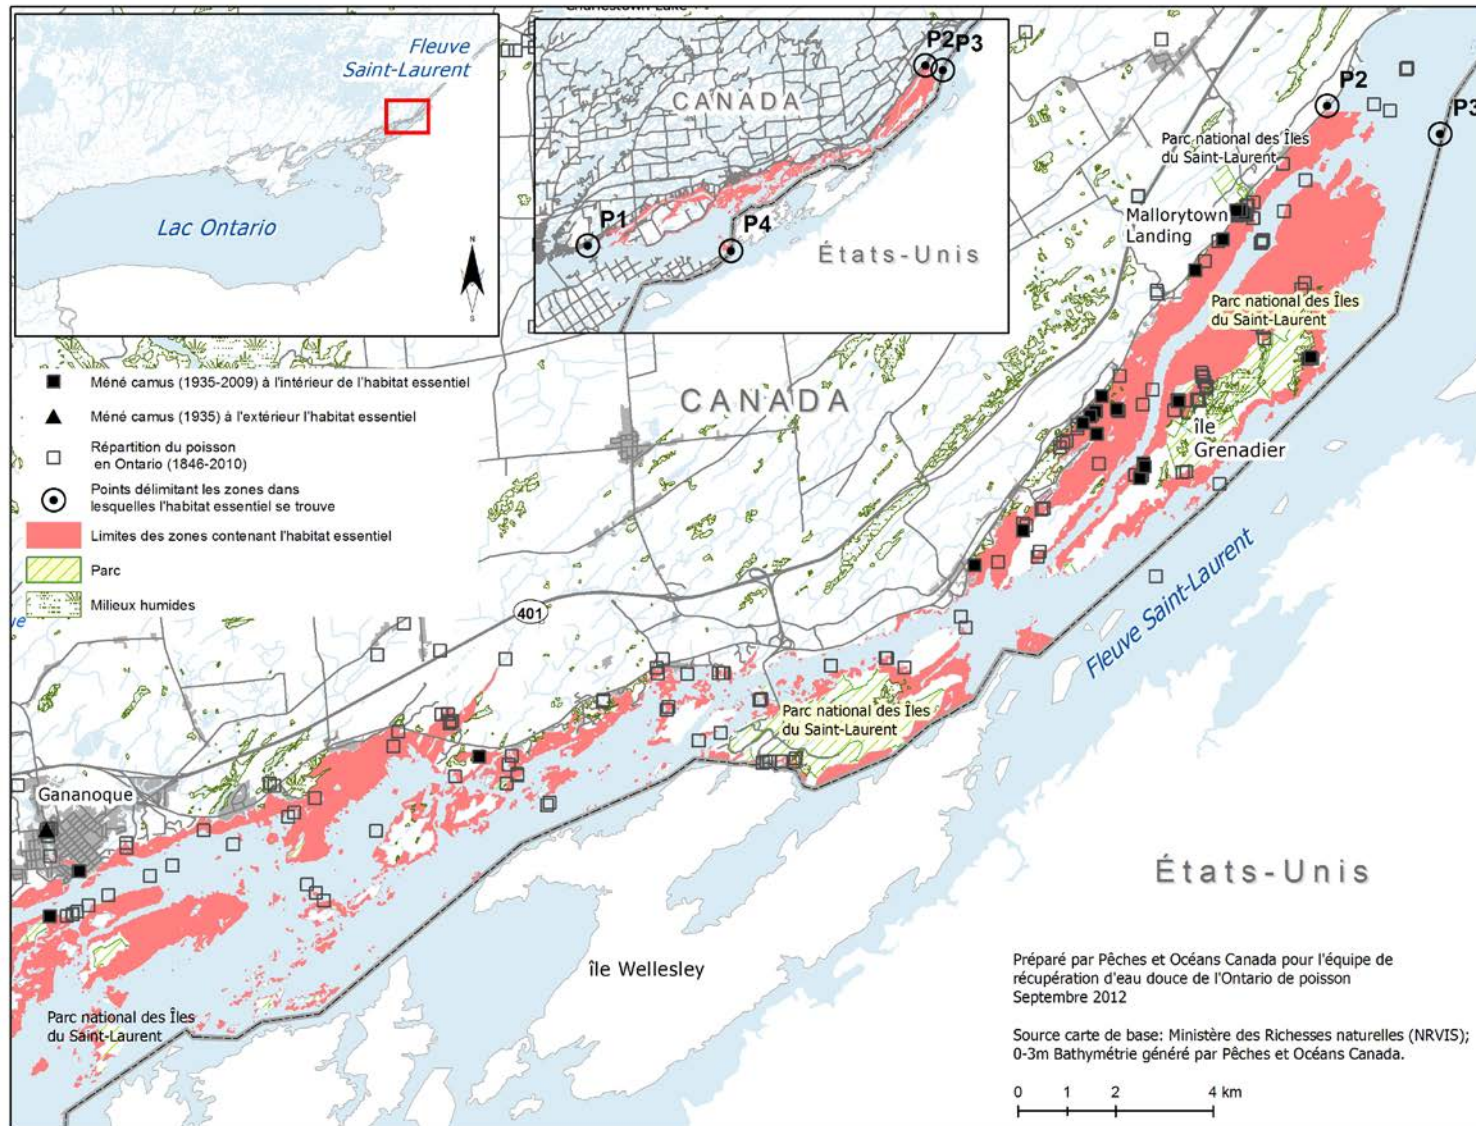 Fleuve
Saint-Laurent
Lac Ontario
N
S
P2
P3
CANADA
P1
P4
États-Unis
P2
P3
Parc national des Îles
du Saint-Laurent
Mallorytown
Landing
Parc national des Îles
du Saint-Laurent
Méné camus (1935-2009) à l'intérieur de l'habitat essentiel
Méné camus (1935) à l'extérieur l'habitat essentiel
Répartition du poisson
en Ontario (1846-2010)
Points délimitant les zones dans
lesquelles l'habitat essentiel se trouve
Limites des zones contenant l'habitat essentiel
Parc
Milieux humides
CANADA
île
Grenadier
401
Fleuve Saint-Laurent
Parc national des Îles
du Saint-Laurent
Gananoque
États-Unis
île Wellesley
Parc national des Îles
du Saint-Laurent
Préparé par Pêches et Océans Canada pour l'équipe de
récupération d'eau douce de l'Ontario de poisson
Septembre 2012
Source carte de base: Ministère des Richesses naturelles (NRVIS);
0-3m Bathymétrie généré par Pêches et Océans Canada.
0 1 2 4 km